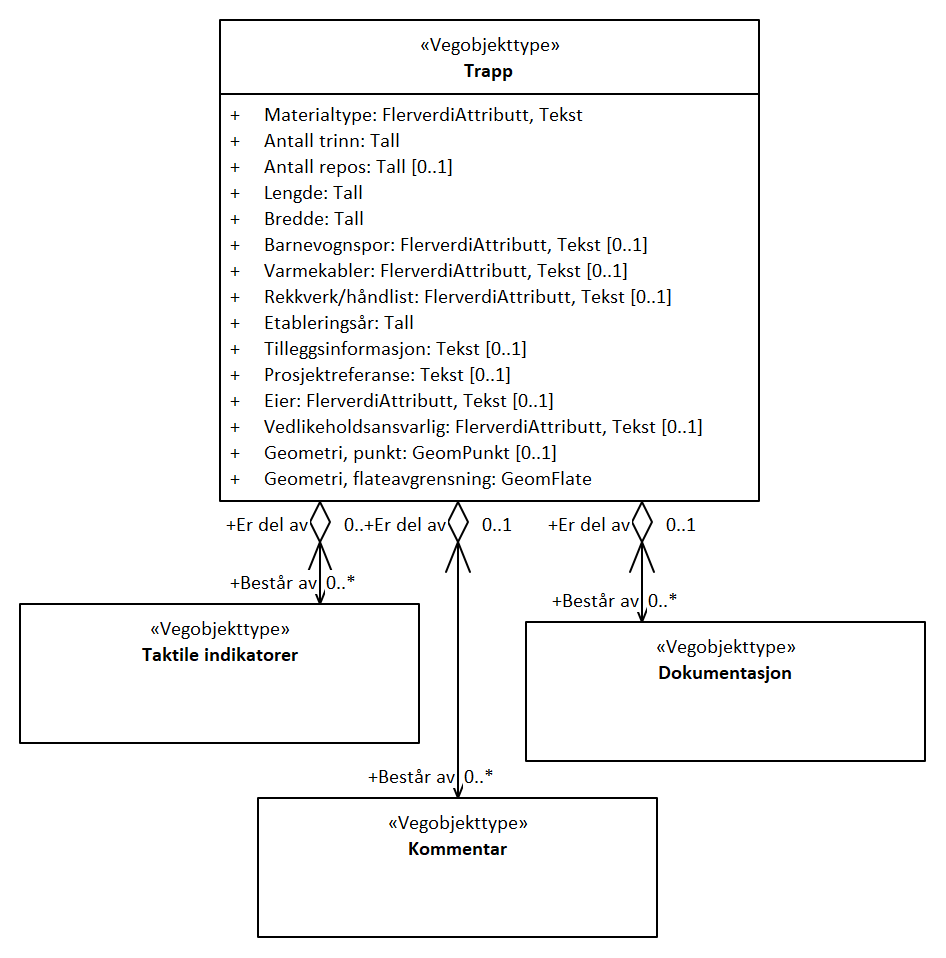 «Vegobjekttype»
Trapp
+ Materialtype: FlerverdiAttributt, Tekst
+ Antall trinn: Tall
+ Antall repos: Tall [0..1]
+ Lengde: Tall
+ Bredde: Tall
+ Barnevognspor: FlerverdiAttributt, Tekst [0..1]
+ Varmekabler: FlerverdiAttributt, Tekst [0..1]
+ Rekkverk/håndlist: FlerverdiAttributt, Tekst [0..1]
+ Etableringsår: Tall
+ Tilleggsinformasjon: Tekst [0..1]
+ Prosjektreferanse: Tekst [0..1]
+ Eier: FlerverdiAttributt, Tekst [0..1]
+ Vedlikeholdsansvarlig: FlerverdiAttributt, Tekst [0..1]
+ Geometri, punkt: GeomPunkt [0..1]
+ Geometri, flateavgrensning: GeomFlate
+Er del av 0..+Er del av 0..1 +Er del av 0..1
+Består av 0..*
+Består av 0..*
«Vegobjekttype»
Taktile indikatorer
«Vegobjekttype»
Dokumentasjon
+Består av 0..*
«Vegobjekttype»
Kommentar